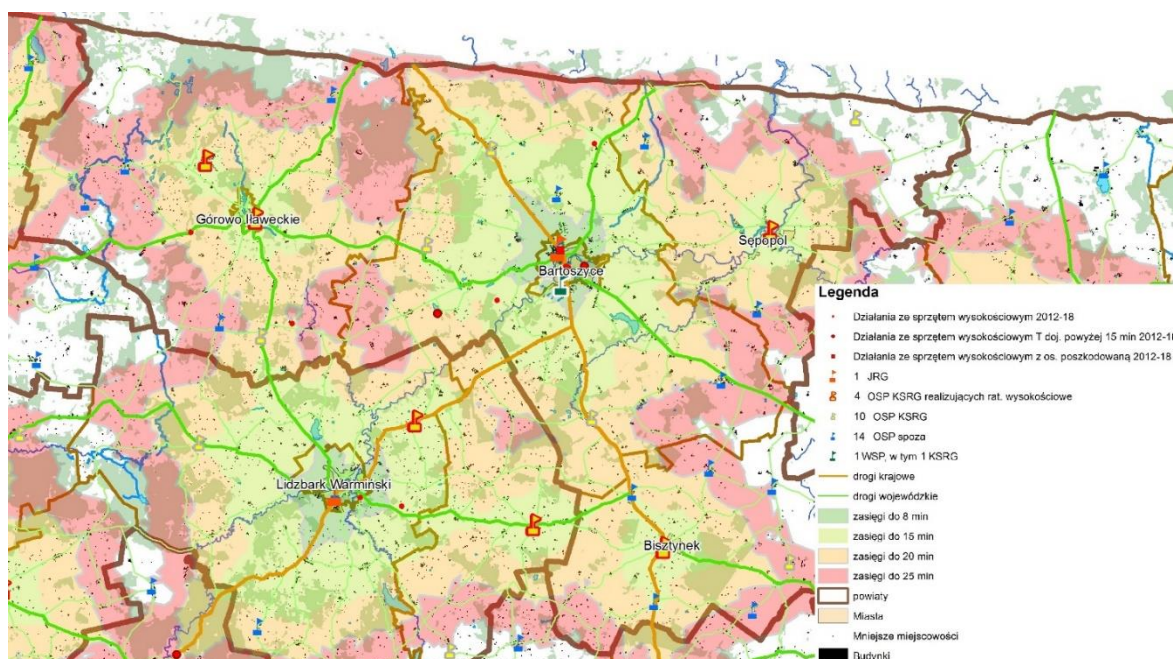 Górowo Iławeckie
Bartoszyce
Sępopol
Lidzbark Warmiński
Bisztynek
Legenda
Działania ze sprzętem wysokościowym 2012-18
Działania ze sprzętem wysokościowym T doj. powyżej 15 min 2012-18
Działania ze sprzętem wysokościowym z os. poszkodowaną 2012-18
1 JRG
4 OSP KSRG realizujących rat. wysokościowe
10 OSP KSRG
14 OSP spoza
1 WSP, w tym 1 KSRG
drogi krajowe
drogi wojewódzkie
zasięgi do 8 min
zasięgi do 15 min
zasięgi do 20 min
zasięgi do 25 min
powiaty
Miasta
Mniejsze miejscowości
Budynki